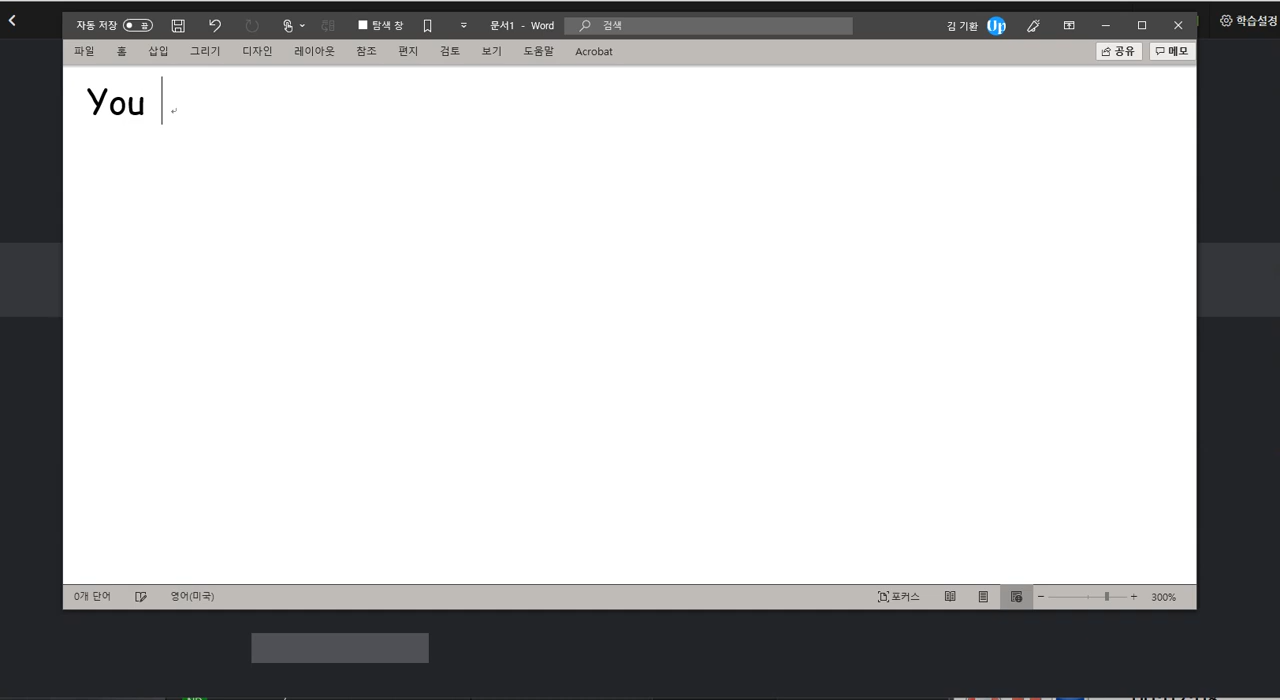 자동 저장 끔 탐색 창 문서1 - Word 검색 김 기환 Up 학습설정
파일 홈 삽입 그리기 디자인 레이아웃 참조 편지 검토 보기 도움말 Acrobat 공유 메모
You
0개 단어 영어(미국) 포커스 300%